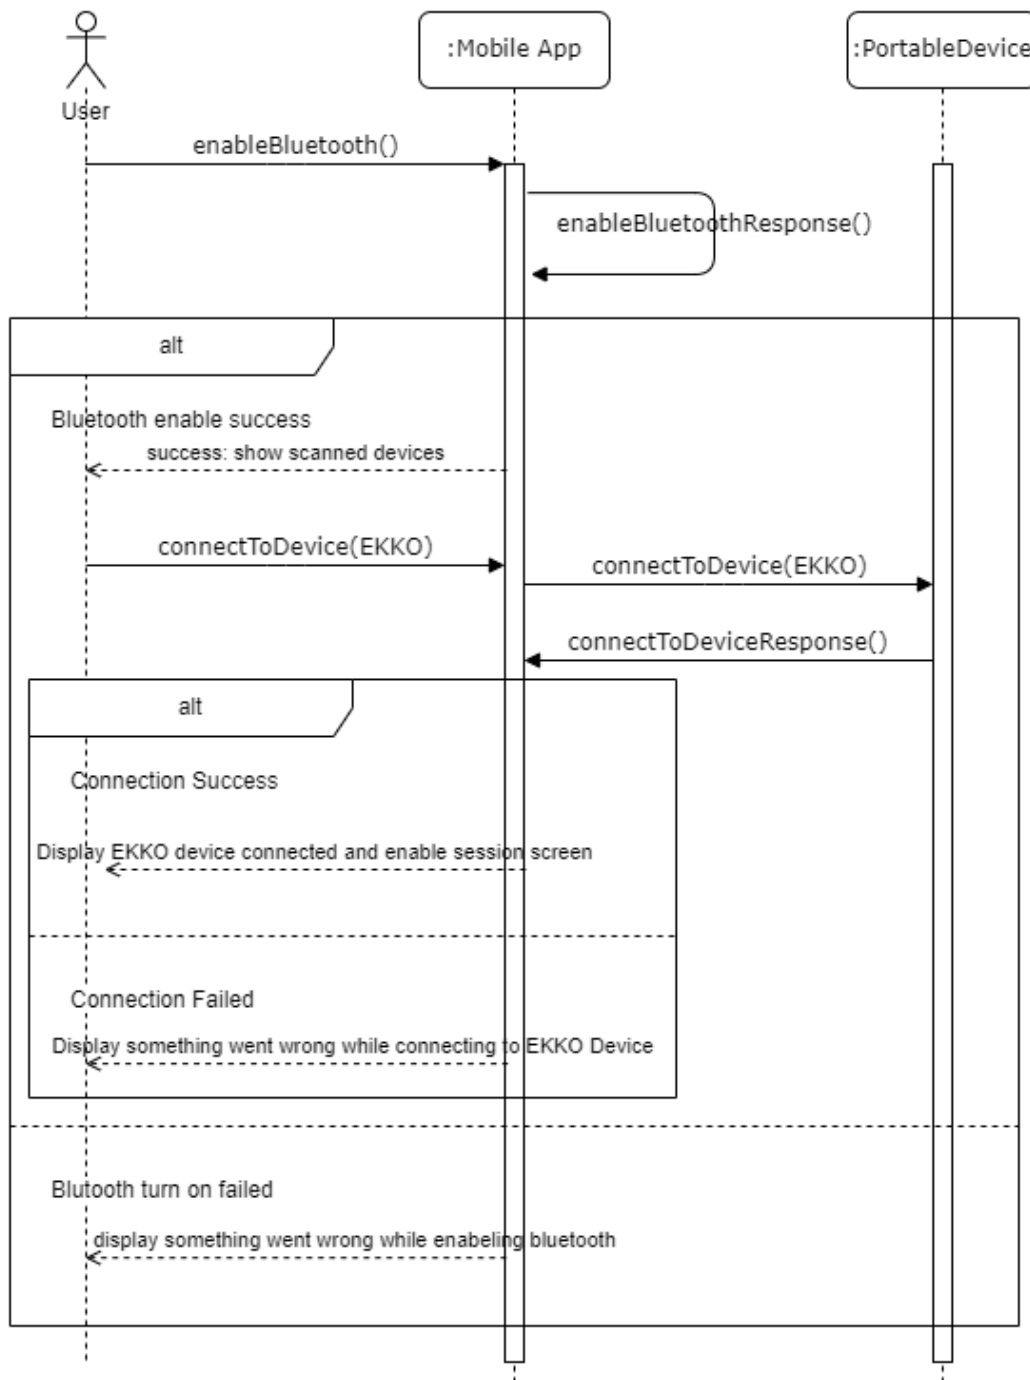 :Mobile App
:PortableDevice
User
enableBluetooth()
enableBluetoothResponse()
alt
Bluetooth enable success
success: show scanned devices
connectToDevice(EKKO)
connectToDevice(EKKO)
connectToDeviceResponse()
alt
Connection Success
Display EKKO device connected and enable session screen
Connection Failed
Display something went wrong while connecting to EKKO Device
Blutooth turn on failed
display something went wrong while enabeling bluetooth